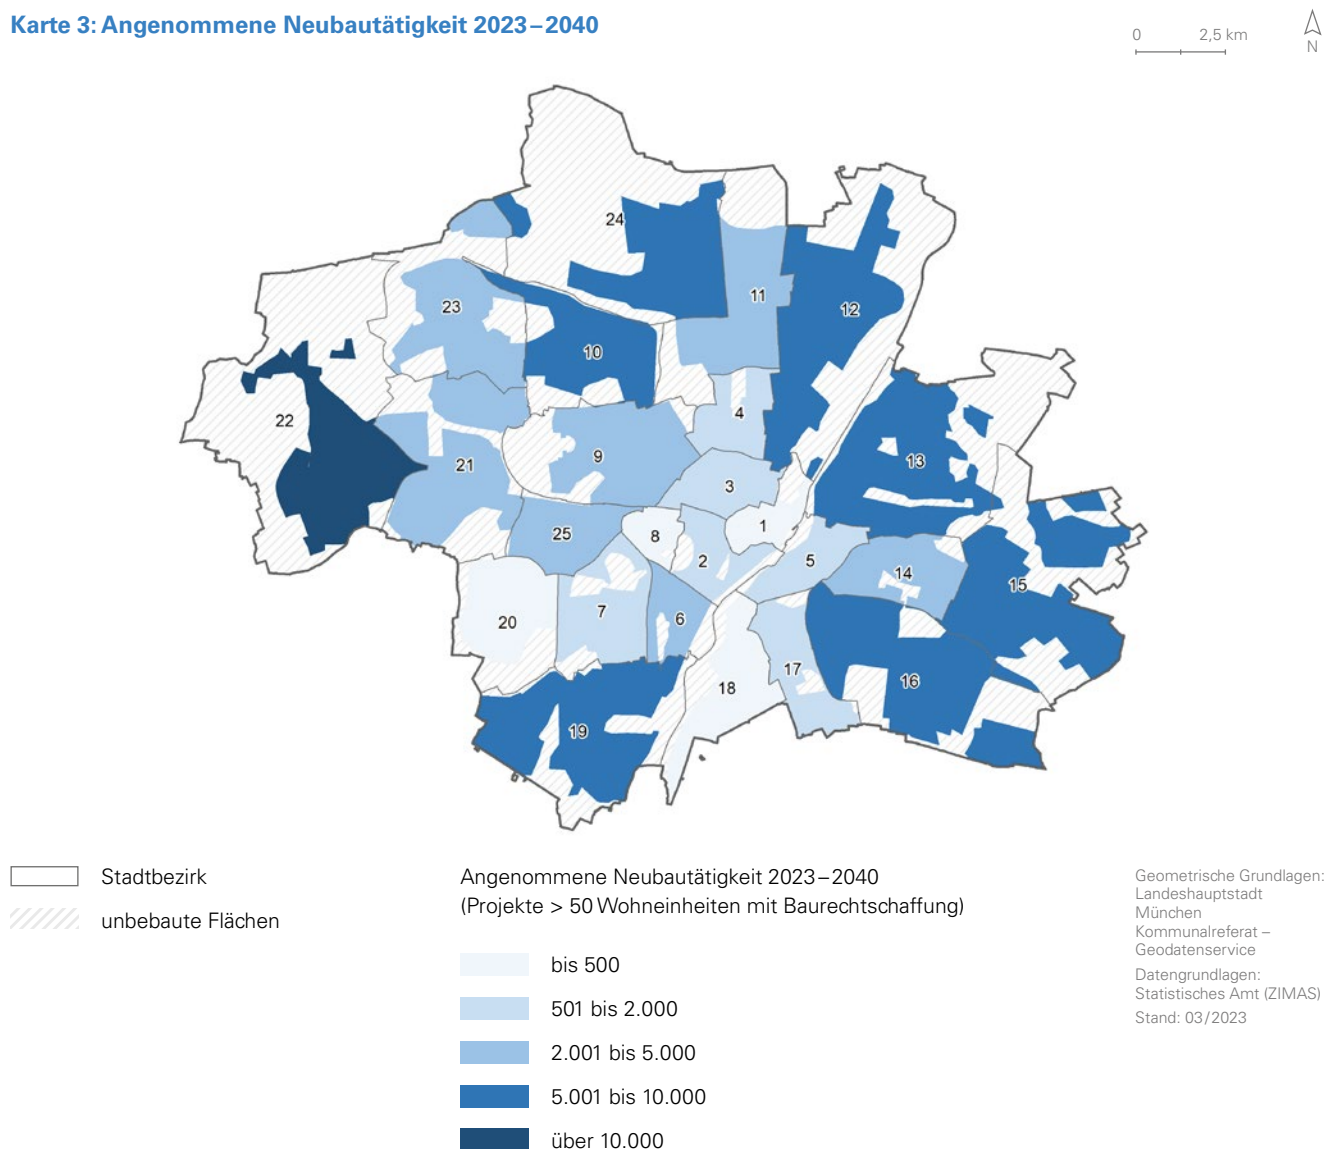 Karte 3: Angenommene Neubautätigkeit 2023–2040
0 2,5 km
N
24
11
12
23
10
22
4
9
21
3
13
1
8
25
2
5
14
15
7
6
20
17
16
18
19
Stadtbezirk
unbebaute Flächen
Angenommene Neubautätigkeit 2023–2040
(Projekte > 50 Wohneinheiten mit Baurechtschaffung)
bis 500
501 bis 2.000
2.001 bis 5.000
5.001 bis 10.000
über 10.000
Geometrische Grundlagen:
Landeshauptstadt
München
Kommunalreferat –
Geodatenservice
Datengrundlagen:
Statistisches Amt (ZIMAS)
Stand: 03/2023